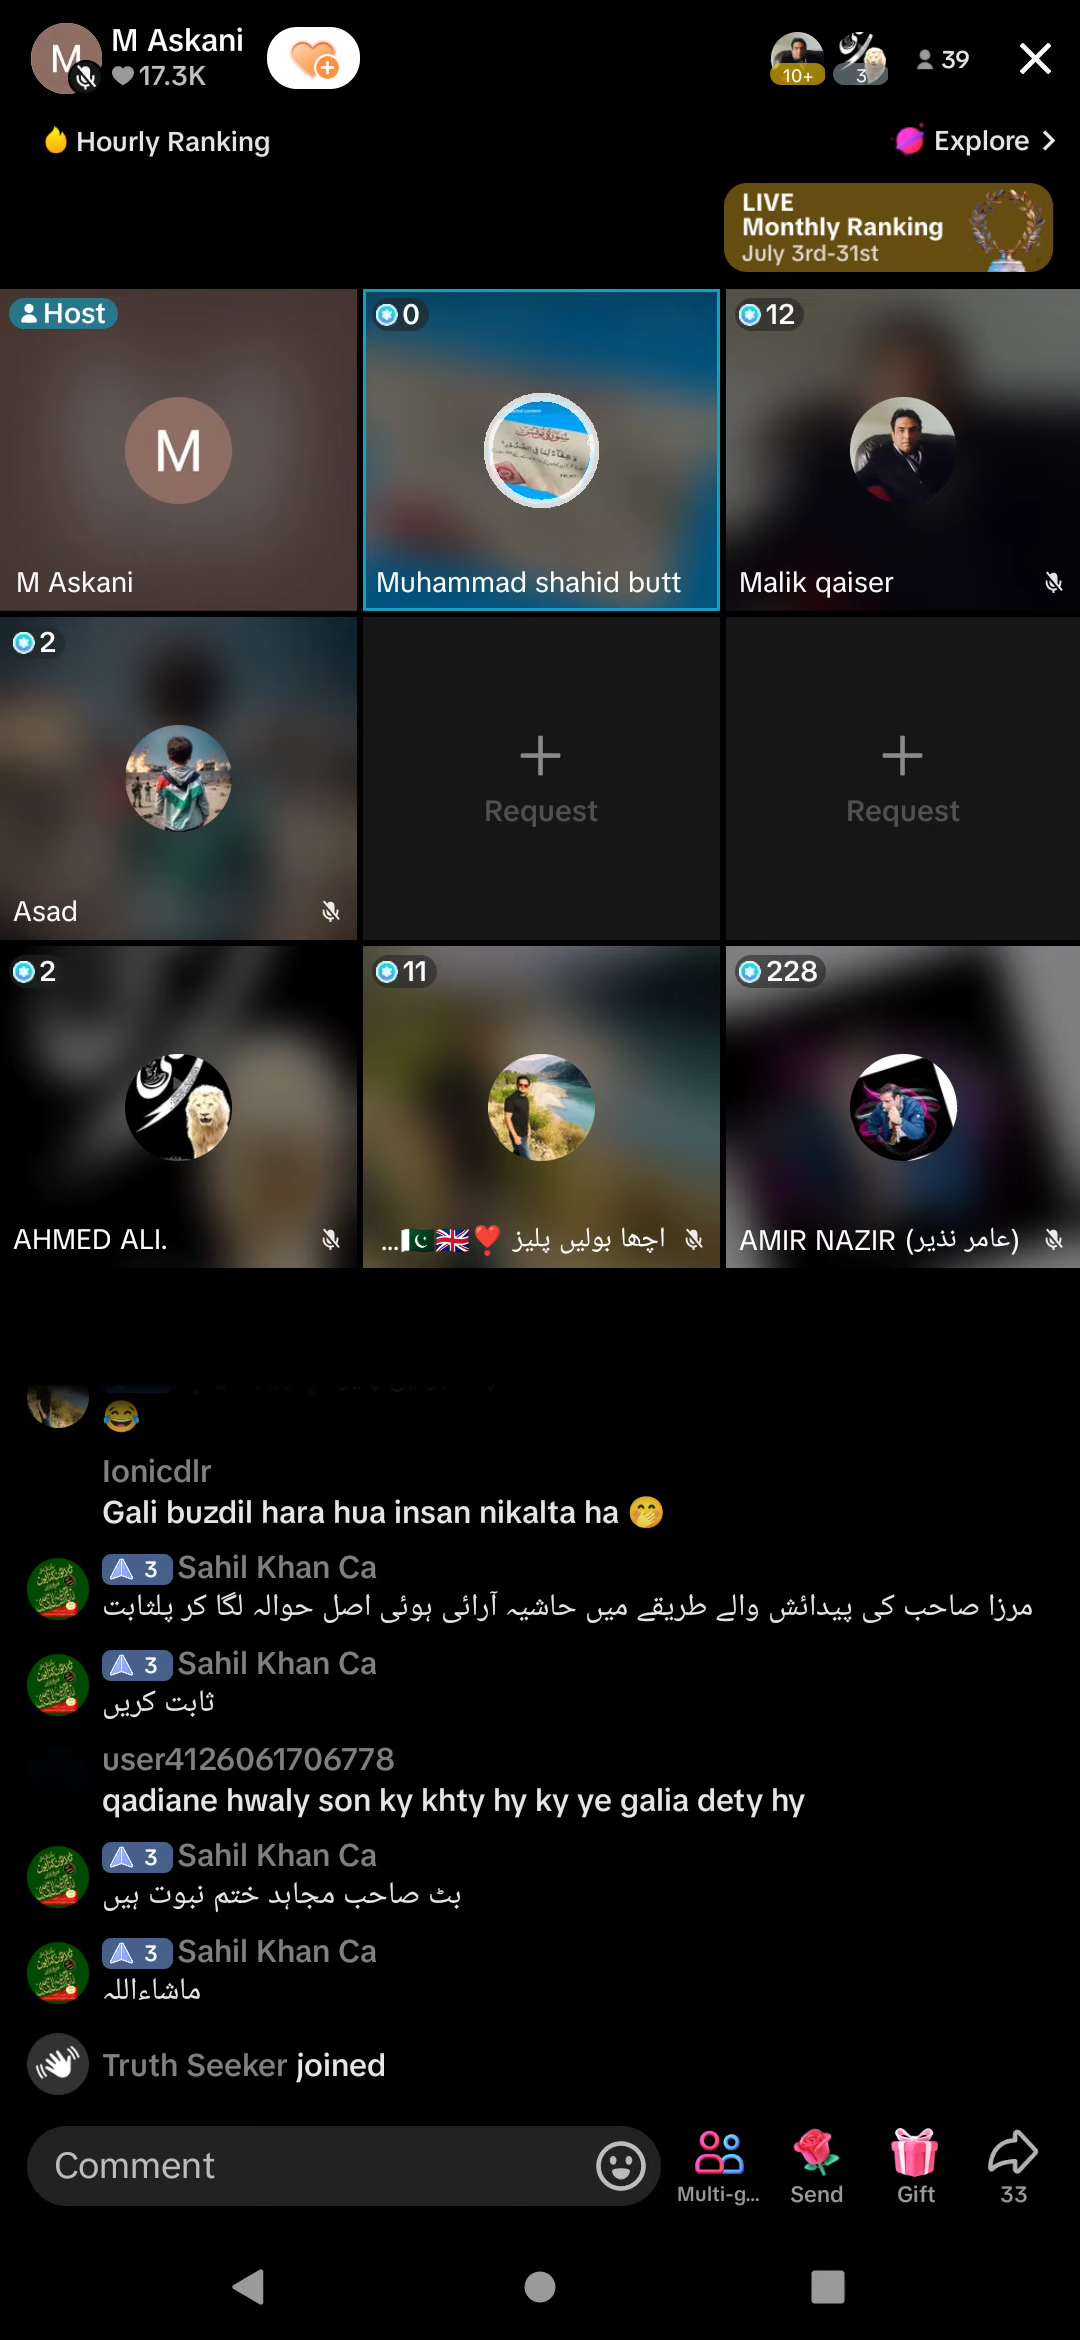 M Askani
17.3K
10+
3
39
Hourly Ranking
Explore
LIVE
Monthly Ranking
July 3rd-31st
Host
0
12
M
M Askani
Muhammad shahid butt
Malik qaiser
2
Request
Request
Asad
2
11
228
AHMED ALI.
اچھا بولیں پلیز ❤️🇬🇧🇵🇰...
AMIR NAZIR (عامر نذیر)
😂
Ionicdlr
Gali buzdil hara hua insan nikalta ha 🤭
3 Sahil Khan Ca
مرزا صاحب کی پیدائش والے طریقے میں حاشیہ آرائی ہوئی اصل حوالہ لگا کر پلثابت
3 Sahil Khan Ca
ثابت کریں
user4126061706778
qadiane hwaly son ky khty hy ky ye galia dety hy
3 Sahil Khan Ca
بٹ صاحب مجاہد ختم نبوت ہیں
3 Sahil Khan Ca
ماشاءاللہ
Truth Seeker joined
Comment
Multi-g...
Send
Gift
33